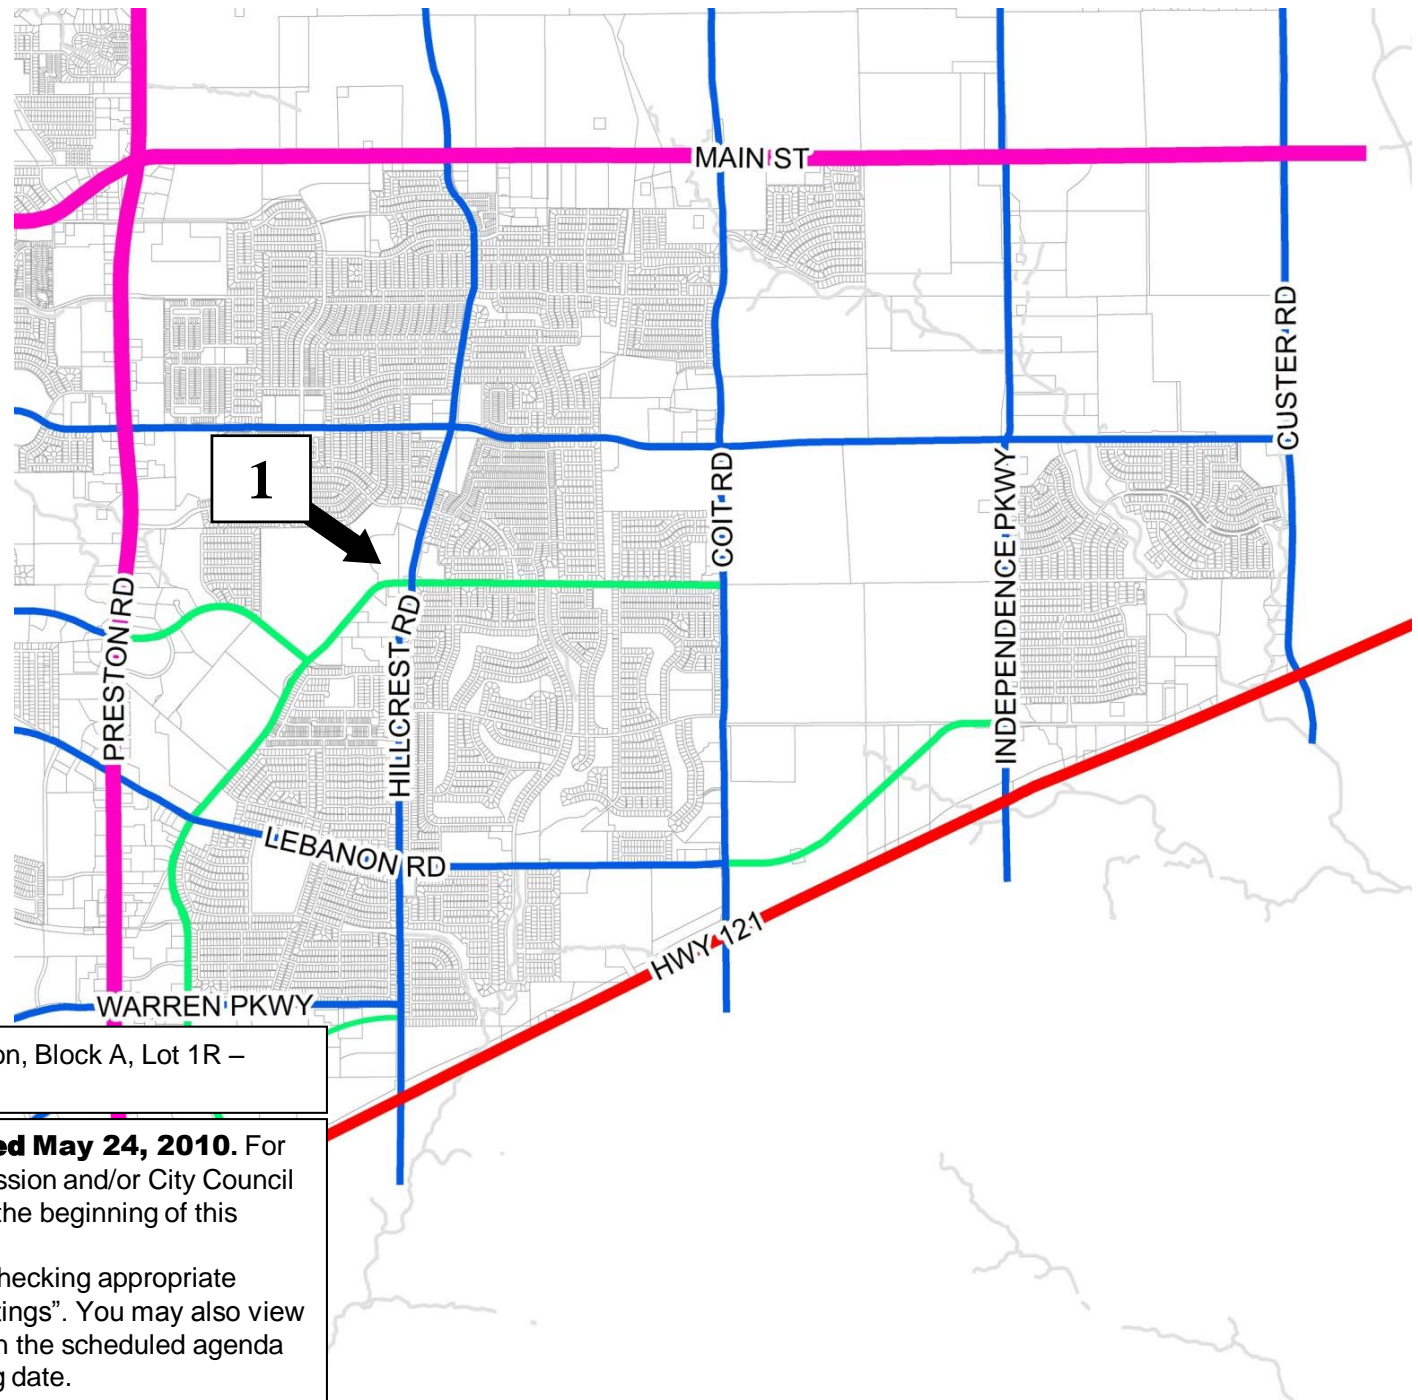 MAIN ST
CUSTER RD
1
COIT RD
INDEPENDENCE PKWY
PRESTON RD
HILLCREST RD
LEBANON RD
HWY 121
WARREN PKWY
on, Block A, Lot 1R –
ed May 24, 2010. For
ssion and/or City Council
the beginning of this
hecking appropriate
tings”. You may also view
n the scheduled agenda
g date.